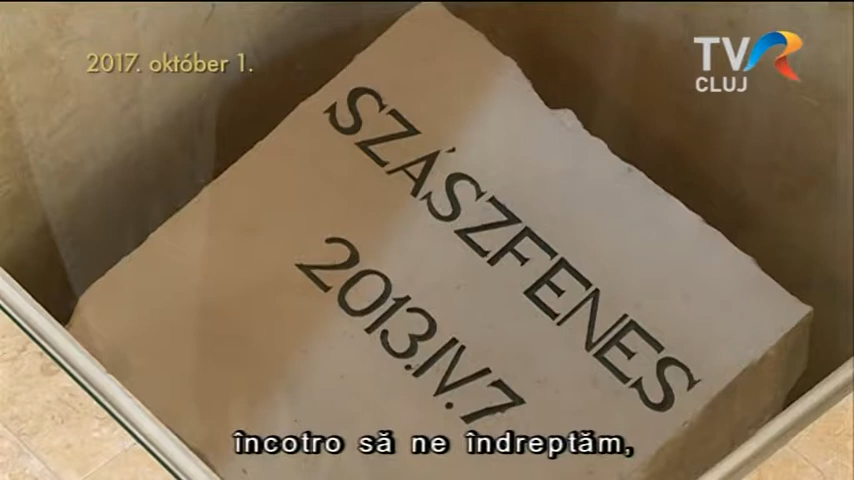 2017. október 1.
TVR
CLUJ
SZÁSZFENES
2013.IV.7
încotro să ne îndreptăm,